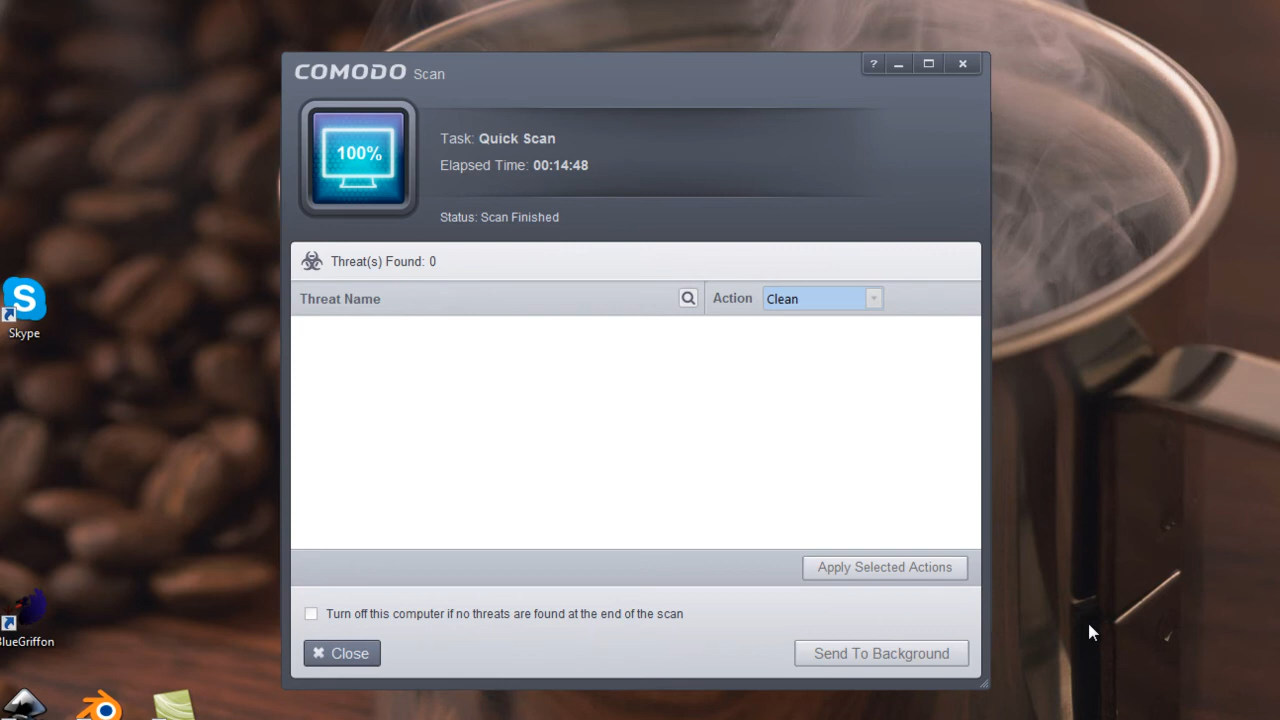 COMODO Scan
?
100%
Task: Quick Scan
Elapsed Time: 00:14:48
Status: Scan Finished
Threat(s) Found: 0
Threat Name
Action
Clean
Apply Selected Actions
Turn off this computer if no threats are found at the end of the scan
Close
Send To Background
S
Skype
lueGriffon